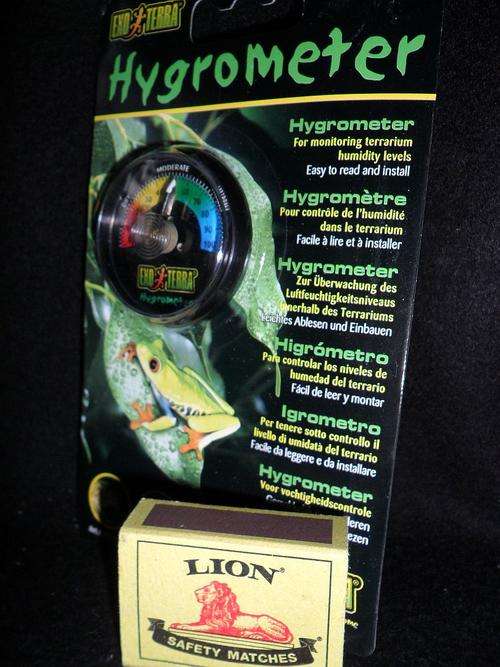 EXO TERRA
Hygrometer
Hygrometer
For monitoring terrarium
humidity levels
Easy to read and install
MODERATE
EXO TERRA
Hygromètre
Pour contrôle de l'humidité
dans le terrarium
Facile à lire et à installer
Hygrometer
Zur Überwachung des
Luftfeuchtigkeitsniveaus
innerhalb des Terrariums
Leichtes Ablesen und Einbauen
Higrómetro
Para controlar los niveles de
humedad del terrario
Fácil de leer y montar
Igrometro
Per tenere sotto controllo il
livello di umidatà del terrario
Facile da leggere e da installare
Hygrometer
Voor vochtigheidscontrole
LION
SAFETY MATCHES